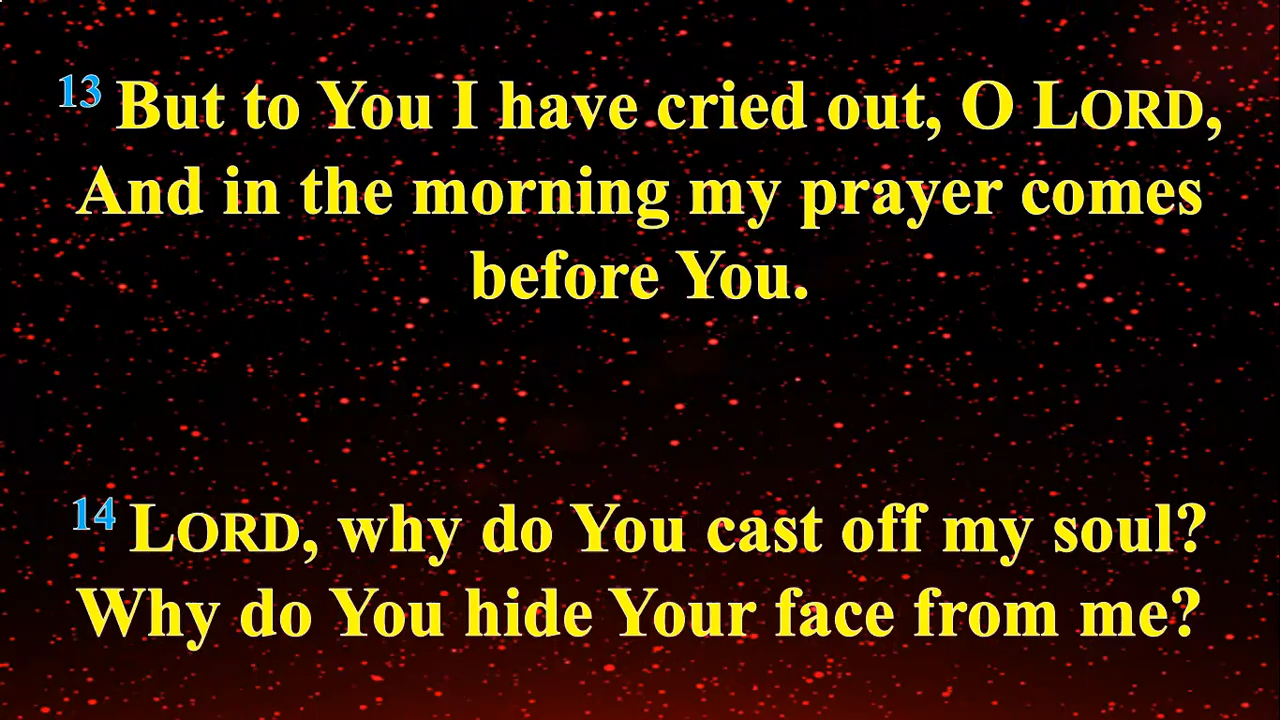 13 But to You I have cried out, O LORD,
And in the morning my prayer comes
before You.
14 LORD, why do You cast off my soul?
Why do You hide Your face from me?